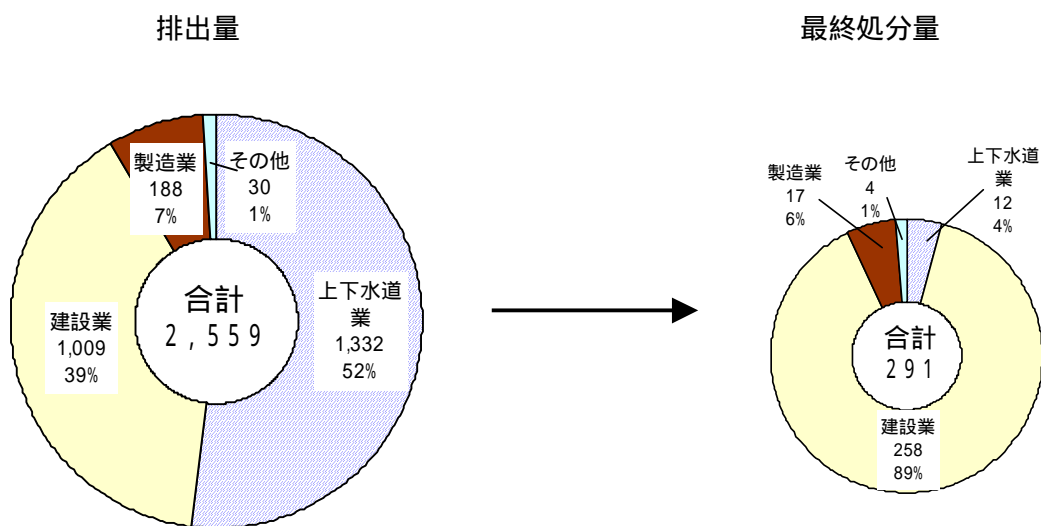 排出量
製造業
188
7%
その他
30
1%
合計
2,559
建設業
1,009
39%
上下水道
業
1,332
52%
最終処分量
製造業
17
6%
その他
4
1%
上下水道
業
12
4%
合計
291
建設業
258
89%